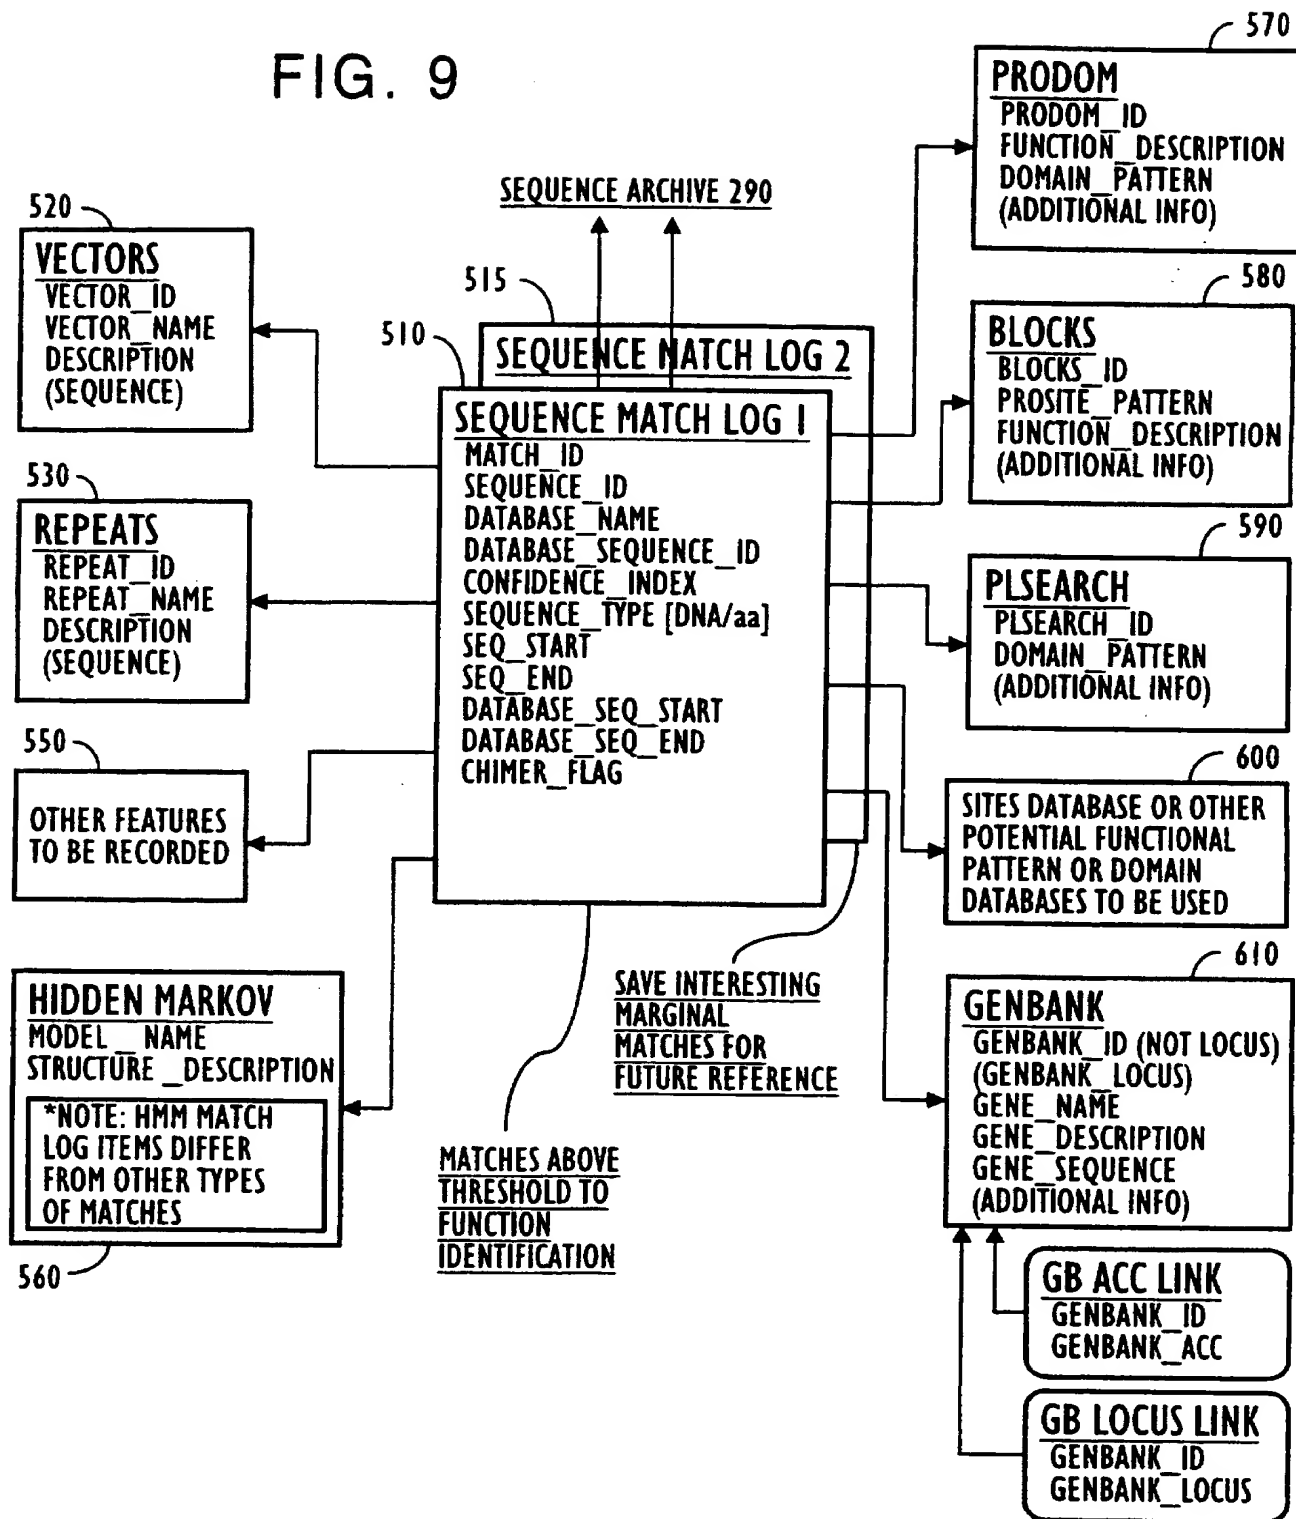 FIG. 9
SEQUENCE ARCHIVE 290
520
VECTORS
VECTOR_ID
VECTOR_NAME
DESCRIPTION
(SEQUENCE)
530
REPEATS
REPEAT_ID
REPEAT_NAME
DESCRIPTION
(SEQUENCE)
550
OTHER FEATURES
TO BE RECORDED
HIDDEN MARKOV
MODEL_NAME
STRUCTURE_DESCRIPTION
*NOTE: HMM MATCH
LOG ITEMS DIFFER
FROM OTHER TYPES
OF MATCHES
560
515
SEQUENCE MATCH LOG 2
510
SEQUENCE MATCH LOG 1
MATCH_ID
SEQUENCE_ID
DATABASE_NAME
DATABASE_SEQUENCE_ID
CONFIDENCE_INDEX
SEQUENCE_TYPE [DNA/aa]
SEQ_START
SEQ_END
DATABASE_SEQ_START
DATABASE_SEQ_END
CHIMER_FLAG
MATCHES ABOVE
THRESHOLD TO
FUNCTION
IDENTIFICATION
SAVE INTERESTING
MARGINAL
MATCHES FOR
FUTURE REFERENCE
570
PRODOM
PRODOM_ID
FUNCTION_DESCRIPTION
DOMAIN_PATTERN
(ADDITIONAL INFO)
580
BLOCKS
BLOCKS_ID
PROSITE_PATTERN
FUNCTION_DESCRIPTION
(ADDITIONAL INFO)
590
PLSEARCH
PLSEARCH_ID
DOMAIN_PATTERN
(ADDITIONAL INFO)
600
SITES DATABASE OR OTHER
POTENTIAL FUNCTIONAL
PATTERN OR DOMAIN
DATABASES TO BE USED
610
GENBANK
GENBANK_ID (NOT LOCUS)
(GENBANK_LOCUS)
GENE_NAME
GENE_DESCRIPTION
GENE_SEQUENCE
(ADDITIONAL INFO)
GB ACC LINK
GENBANK_ID
GENBANK_ACC
GB LOCUS LINK
GENBANK_ID
GENBANK_LOCUS